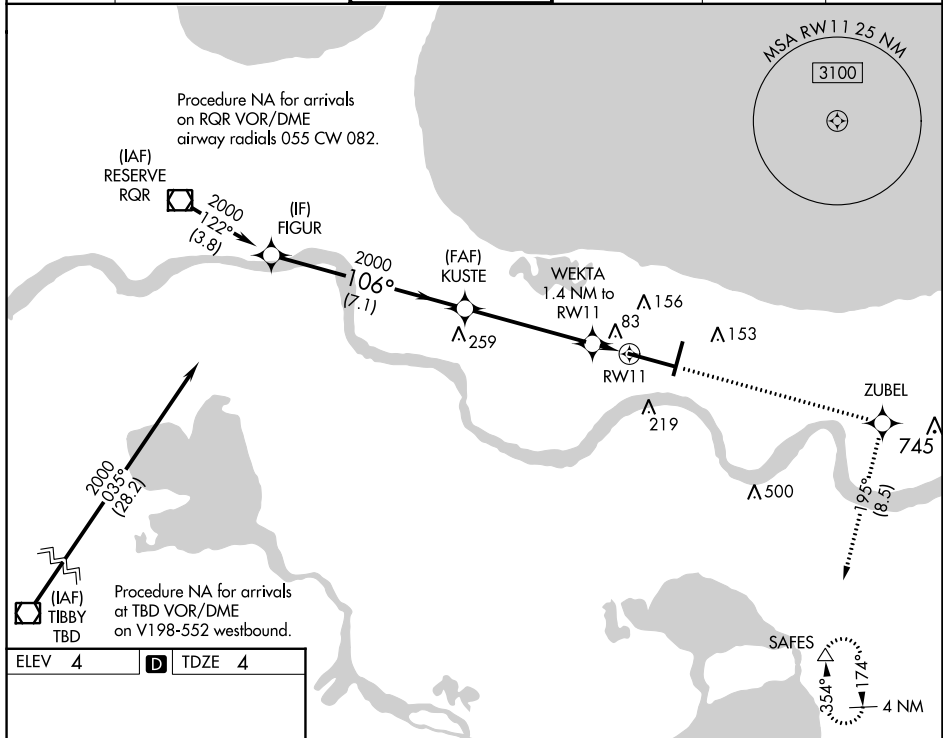 MSA RW11 25 NM
3100
Procedure NA for arrivals
on RQR VOR/DME
airway radials 055 CW 082.
(IAF)
RESERVE
RQR
2000
122°
(3.8)
(IF)
FIGUR
2000
106°
(7.1)
(FAF)
KUSTE
259
WEKTA
1.4 NM to
RW11
156
83
153
RW11
219
500
ZUBEL
745
195°
(8.5)
2000
035°
(28.2)
(IAF)
TIBBY
TBD
Procedure NA for arrivals
at TBD VOR/DME
on V198-552 westbound.
SAFES
354°
174°
4 NM
ELEV 4
D
TDZE 4